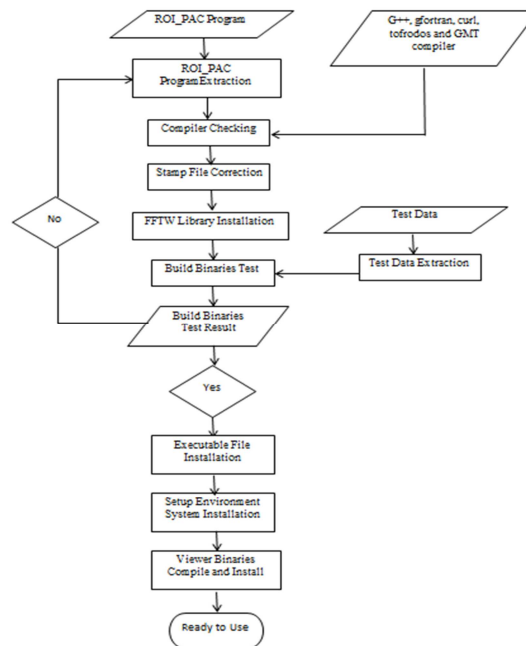 ROI_PAC Program
G++, gfortran, curl,
tofrodos and GMT
compiler
ROI_PAC
Program Extraction
Compiler Checking
Stamp File Correction
No
FFTW Library Installation
Test Data
Build Binaries Test
Test Data Extraction
Build Binaries
Test Result
Yes
Executable File
Installation
Setup Environment
System Installation
Viewer Binaries
Compile and Install
Ready to Use